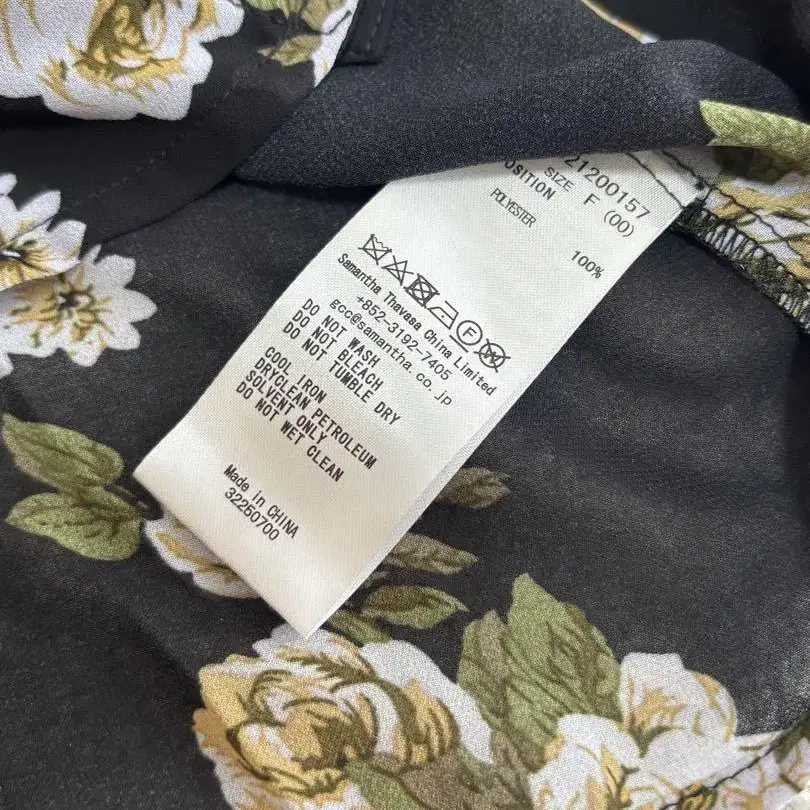 21200157
SIZE F (00)
OSITION
POLYESTER 100%
Samantha Thavasa China Limited
+852-3192-7405
gcc@samantha.co.jp
DO NOT WASH
DO NOT BLEACH
DO NOT TUMBLE DRY
COOL IRON
DRYCLEAN PETROLEUM
SOLVENT ONLY
DO NOT WET CLEAN
Made in CHINA
32260700